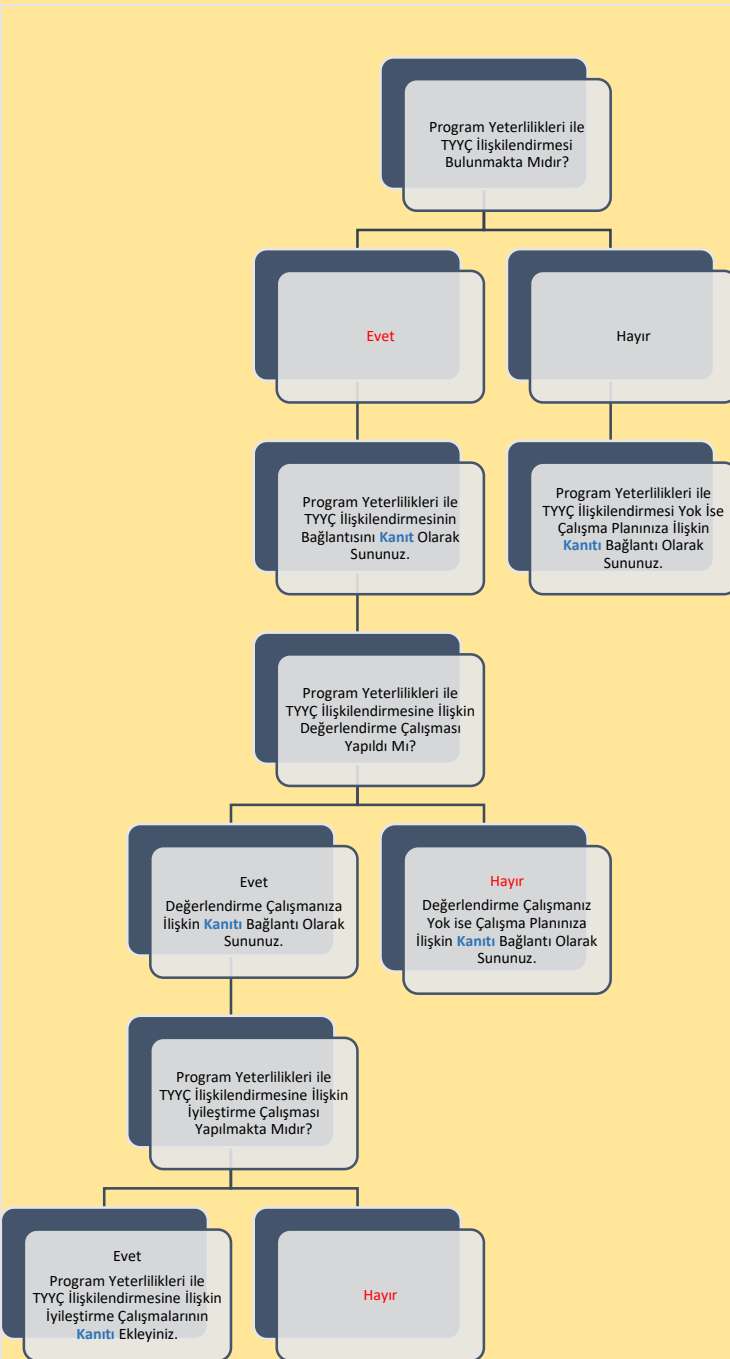 Program Yeterlilikleri ile
TYYÇ İlişkilendirmesi
Bulunmakta Mıdır?
Evet
Hayır
Program Yeterlilikleri ile
TYYÇ İlişkilendirmesinin
Bağlantısını Kanıt Olarak
Sununuz.
Program Yeterlilikleri ile
TYYÇ İlişkilendirmesi Yok İse
Çalışma Planınıza İlişkin
Kanıtı Bağlantı Olarak
Sununuz.
Program Yeterlilikleri ile
TYYÇ İlişkilendirmesine İlişkin
Değerlendirme Çalışması
Yapıldı Mı?
Evet
Değerlendirme Çalışmanıza
İlişkin Kanıtı Bağlantı Olarak
Sununuz.
Hayır
Değerlendirme Çalışmanız
Yok ise Çalışma Planınıza
İlişkin Kanıtı Bağlantı Olarak
Sununuz.
Program Yeterlilikleri ile
TYYÇ İlişkilendirmesine İlişkin
İyileştirme Çalışması
Yapılmakta Mıdır?
Evet
Program Yeterlilikleri ile
TYYÇ İlişkilendirmesine İlişkin
İyileştirme Çalışmalarının
Kanıtı Ekleyiniz.
Hayır